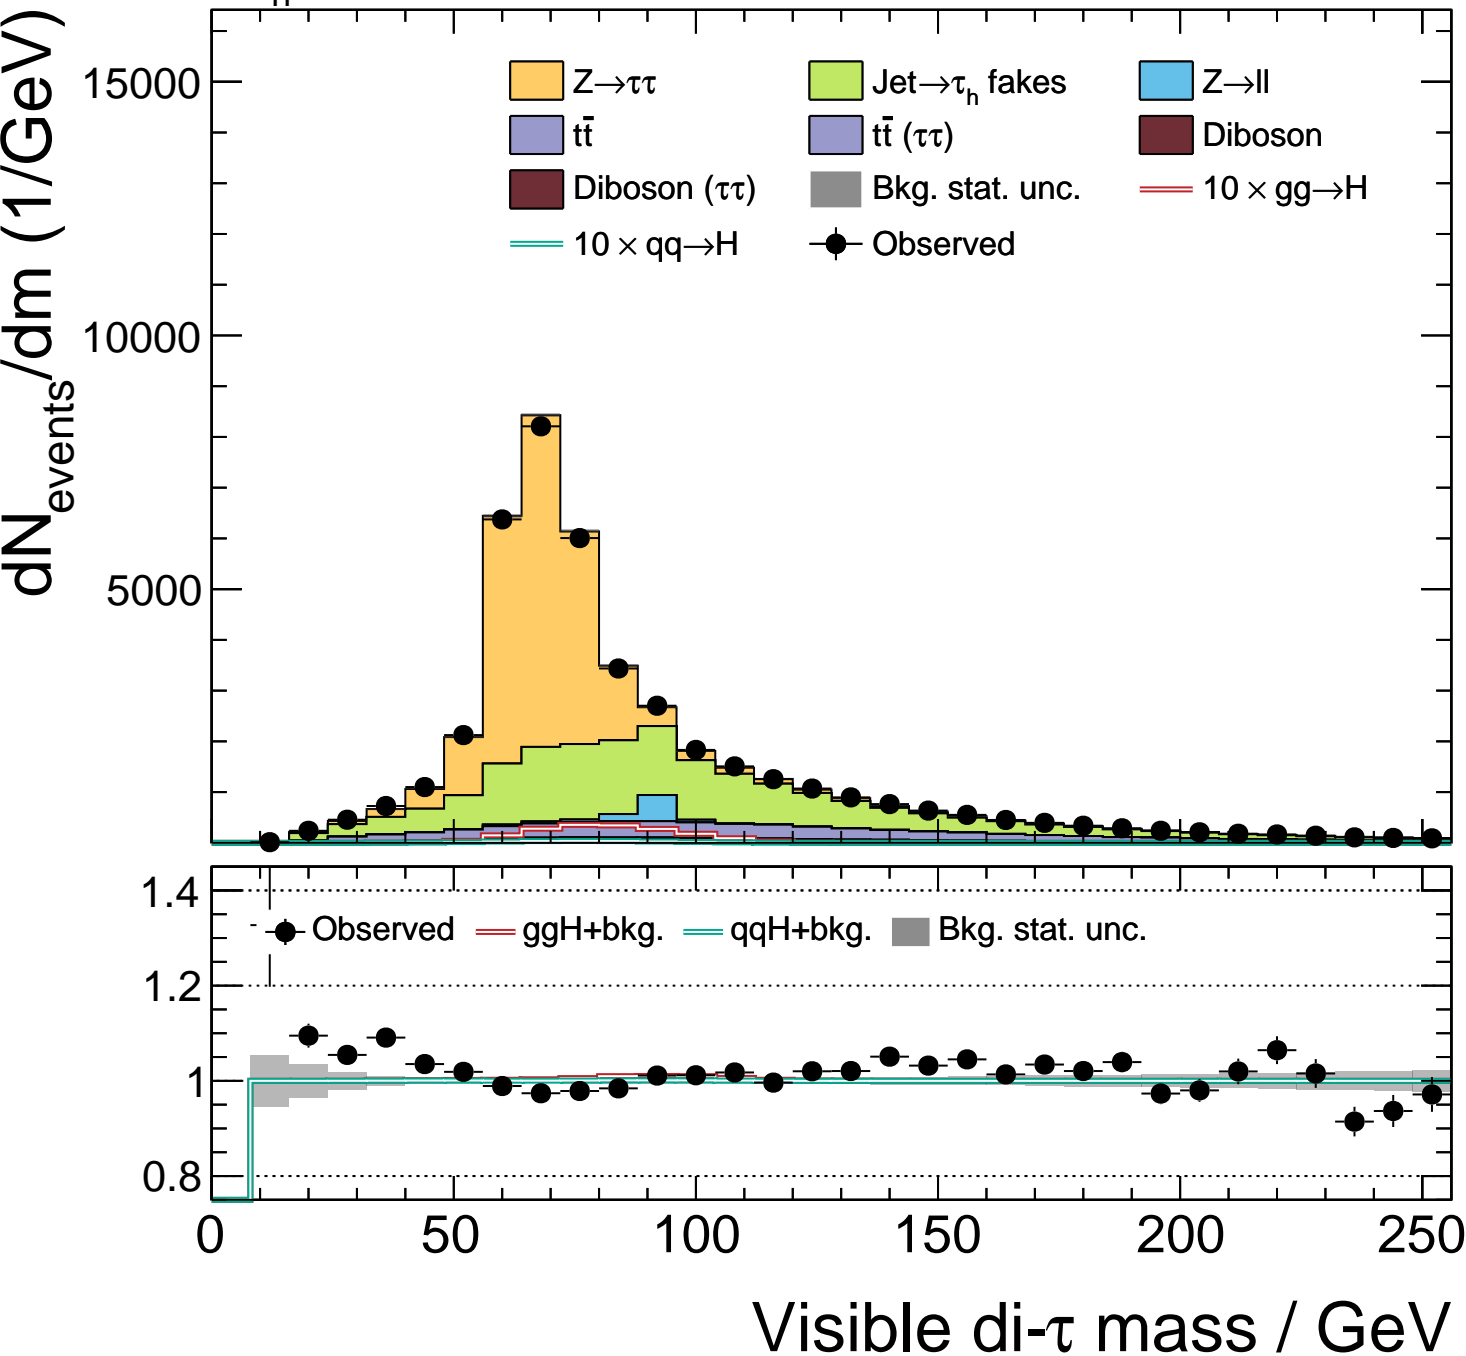 dN_events/dm (1/GeV)
15000
10000
5000
Z→ττ Jet→τ_h fakes Z→ll
tt̄ tt̄ (ττ) Diboson
Diboson (ττ) Bkg. stat. unc. 10 × gg→H
10 × qq→H Observed
1.4
1.2
1
0.8
Observed ggH+bkg. qqH+bkg. Bkg. stat. unc.
0 50 100 150 200 250
Visible di-τ mass / GeV